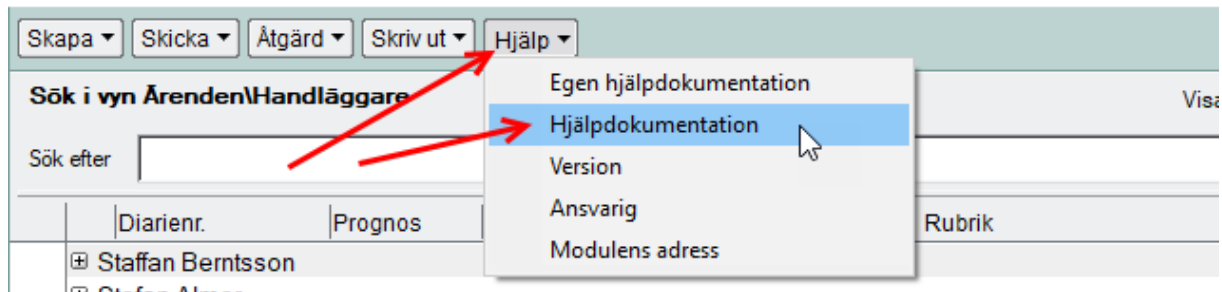 Skapa Skicka Åtgärd Skriv ut Hjälp
Egen hjälpdokumentation
Sök i vyn Ärenden\Handläggare
Hjälpdokumentation
Sök efter
Version
Ansvarig
Diarienr. Prognos Rubrik
Modulens adress
Staffan Berntsson